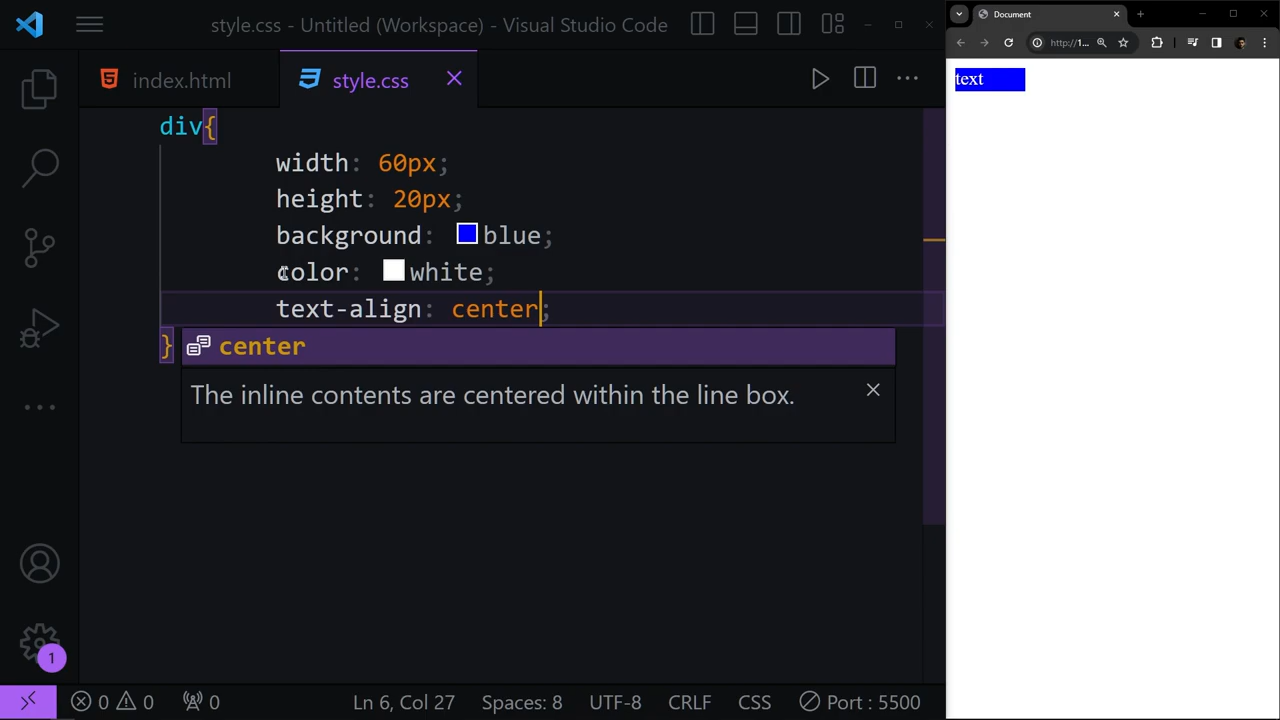 style.css - Untitled (Workspace) - Visual Studio Code
index.html
style.css
div{
width: 60px;
height: 20px;
background: blue;
color: white;
text-align: center;
}
center
The inline contents are centered within the line box.
1
0 0 0
Ln 6, Col 27
Spaces: 8
UTF-8
CRLF
CSS
Port : 5500
Document
http://1...
text